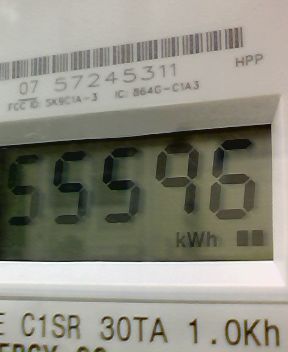 HPP
07 57245311
FCC ID: SK9C1A-3 IC: 864G-C1A3
55596
kWh
E C1SR 30TA 1.0Kh